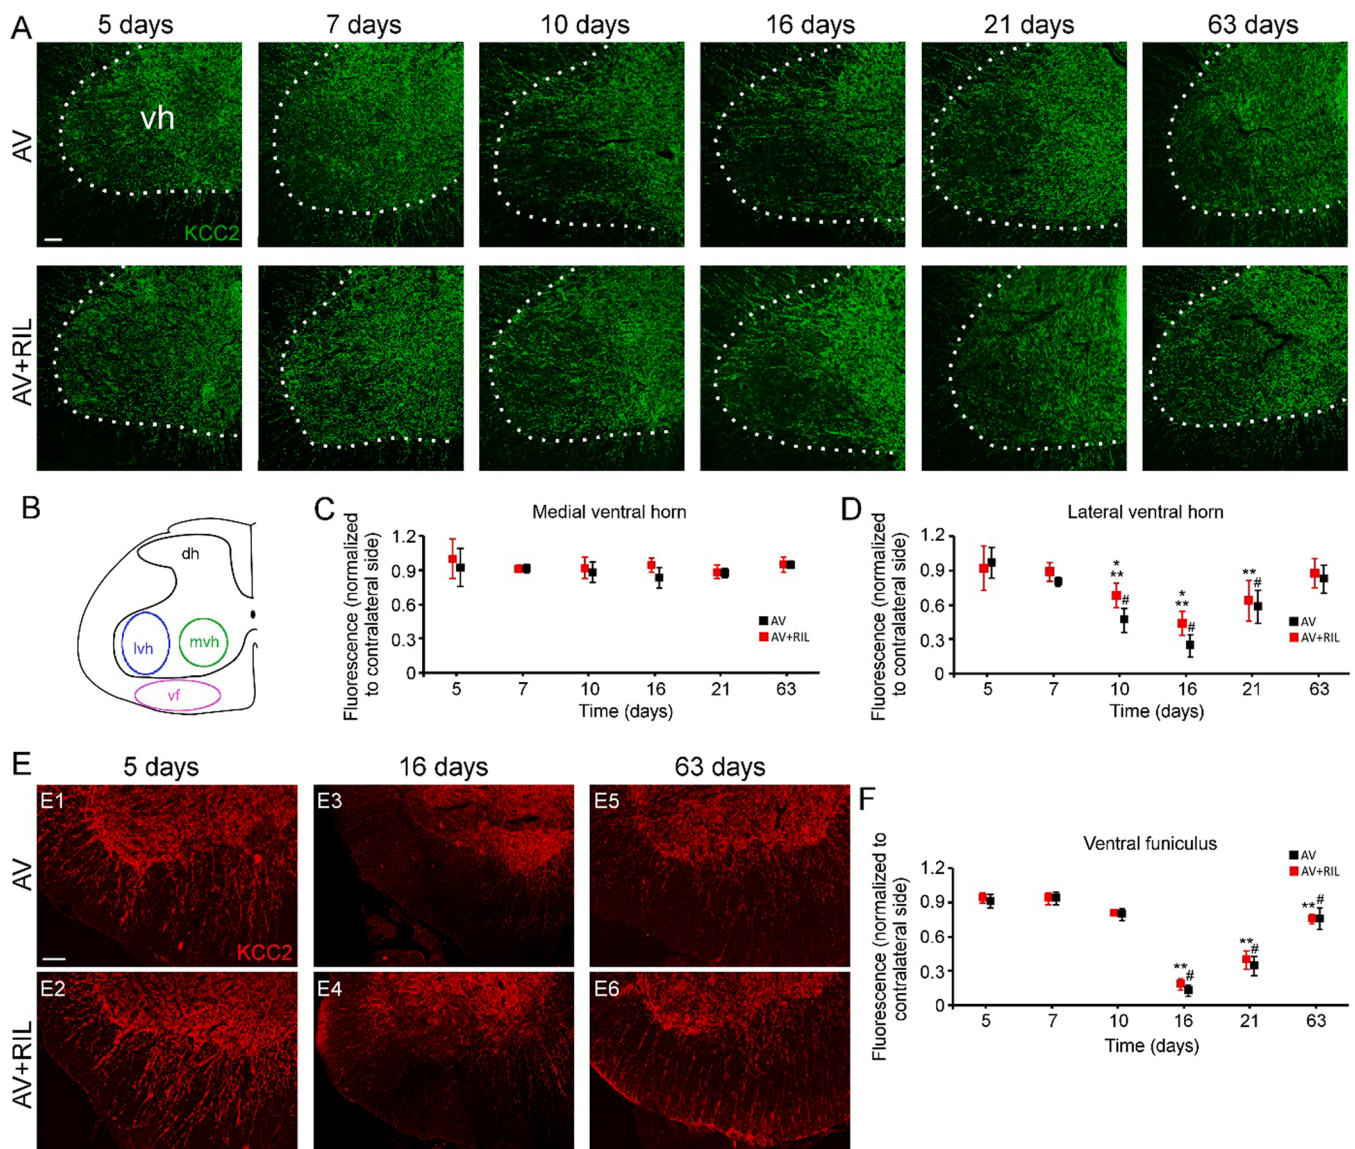 A
5 days
7 days
10 days
16 days
21 days
63 days
AV
vh
KCC2
AV+RIL
B
dh
lvh
mvh
vf
C
Medial ventral horn
Fluorescence (normalized
to contralateral side)
1.2
0.9
0.6
0.3
0
AV
AV+RIL
5
7
10
16
21
63
Time (days)
D
Lateral ventral horn
Fluorescence (normalized
to contralateral side)
1.2
0.9
0.6
0.3
0
*
**
#
*
**
#
**
#
AV
AV+RIL
5
7
10
16
21
63
Time (days)
E
5 days
16 days
63 days
AV
E1
KCC2
E3
E5
AV+RIL
E2
E4
E6
F
Ventral funiculus
Fluorescence (normalized to
contralateral side)
1.2
0.9
0.6
0.3
0
AV
AV+RIL
**
#
**
#
**
#
5
7
10
16
21
63
Time (days)